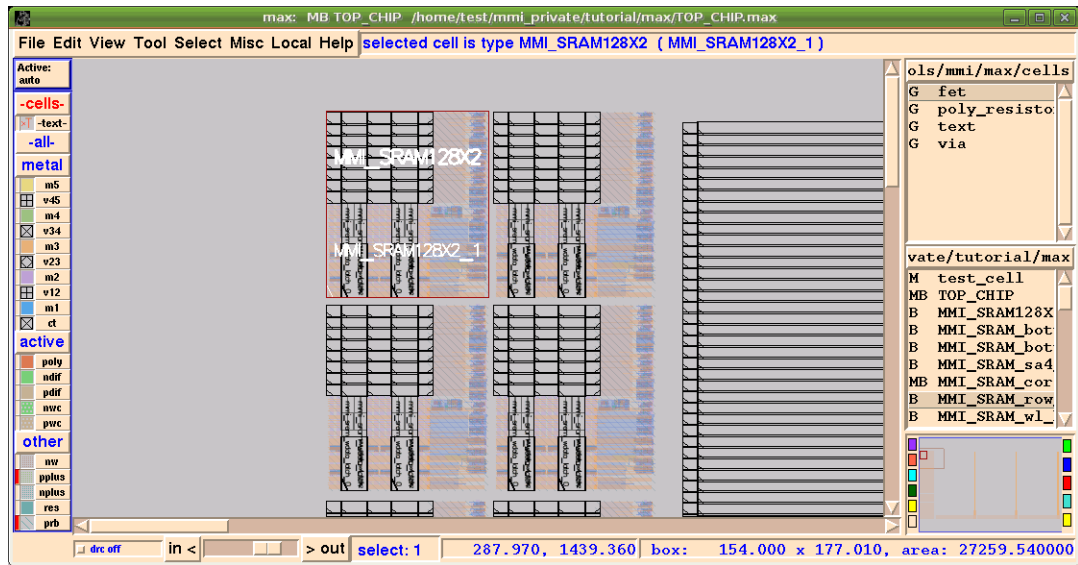 max: MB TOP_CHIP /home/test/mmi_private/tutorial/max/TOP_CHIP.max
File Edit View Tool Select Misc Local Help selected cell is type MMI_SRAM128X2 ( MMI_SRAM128X2_1 )
Active:
auto
-cells-
-text-
-all-
metal
m5
v45
m4
v34
m3
v23
m2
v12
m1
ct
active
poly
ndif
pdif
nwc
pwc
other
nw
pplus
nplus
res
prb
MMI_SRAM128X2
MMI_SRAM128X2_1
ols/mmi/max/cells
G fet
G poly_resisto
G text
G via
vate/tutorial/max
M test_cell
MB TOP_CHIP
B MMI_SRAM128X
B MMI_SRAM_bot
B MMI_SRAM_bot
B MMI_SRAM_sa4
MB MMI_SRAM_cor
B MMI_SRAM_row
B MMI_SRAM_wl_
drc off in < > out select: 1 287.970, 1439.360 box: 154.000 x 177.010, area: 27259.540000